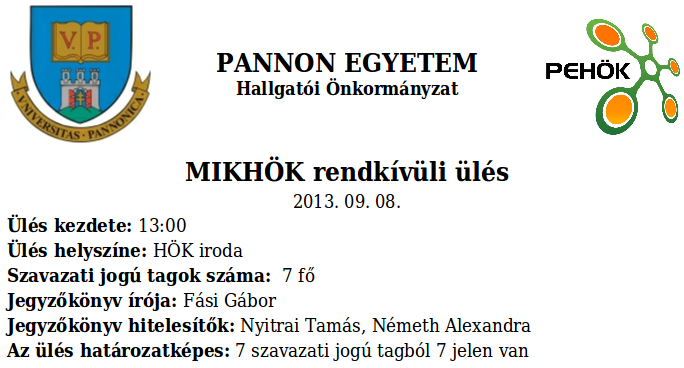 V. P.
UNIVERSITAS · PANNONICA
PANNON EGYETEM
Hallgatói Önkormányzat
PEHÖK
MIKHÖK rendkívüli ülés
2013. 09. 08.
Ülés kezdete: 13:00
Ülés helyszíne: HÖK iroda
Szavazati jogú tagok száma: 7 fő
Jegyzőkönyv írója: Fási Gábor
Jegyzőkönyv hitelesítők: Nyitrai Tamás, Németh Alexandra
Az ülés határozatképes: 7 szavazati jogú tagból 7 jelen van